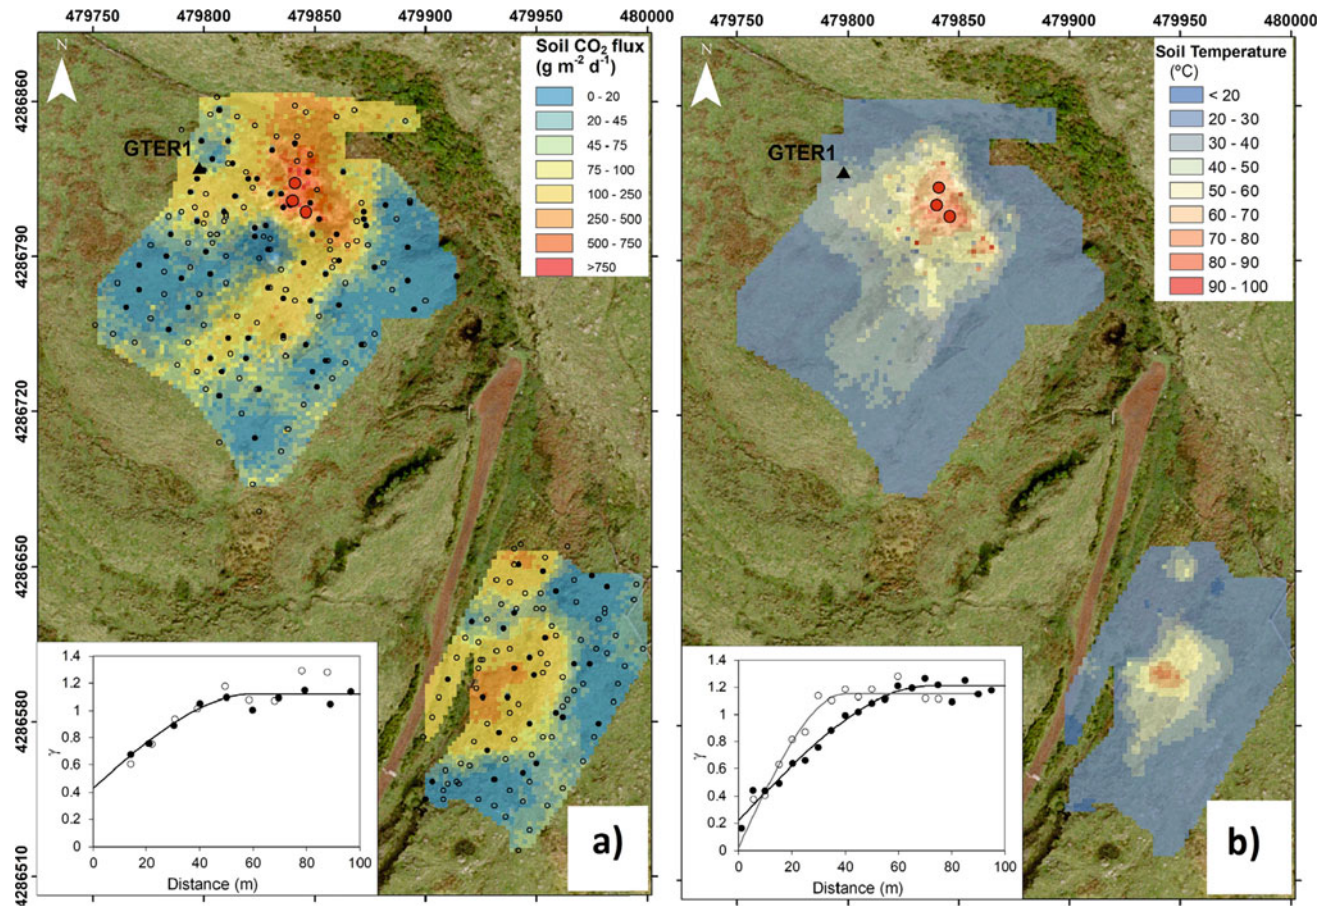 479750 479800 479850 479900 479950 480000
479750 479800 479850 479900 479950 480000
N
Soil CO₂ flux
(g m⁻² d⁻¹)
0 - 20
20 - 45
45 - 75
75 - 100
100 - 250
250 - 500
500 - 750
>750
GTER1
4286860
4286790
4286720
4286650
4286580
4286510
1.4
1.2
1
0.8
0.6
0.4
0.2
0
γ
0 20 40 60 80 100
Distance (m)
a)
N
Soil Temperature
(ºC)
< 20
20 - 30
30 - 40
40 - 50
50 - 60
60 - 70
70 - 80
80 - 90
90 - 100
GTER1
1.4
1.2
1
0.8
0.6
0.4
0.2
0
γ
0 20 40 60 80 100
Distance (m)
b)